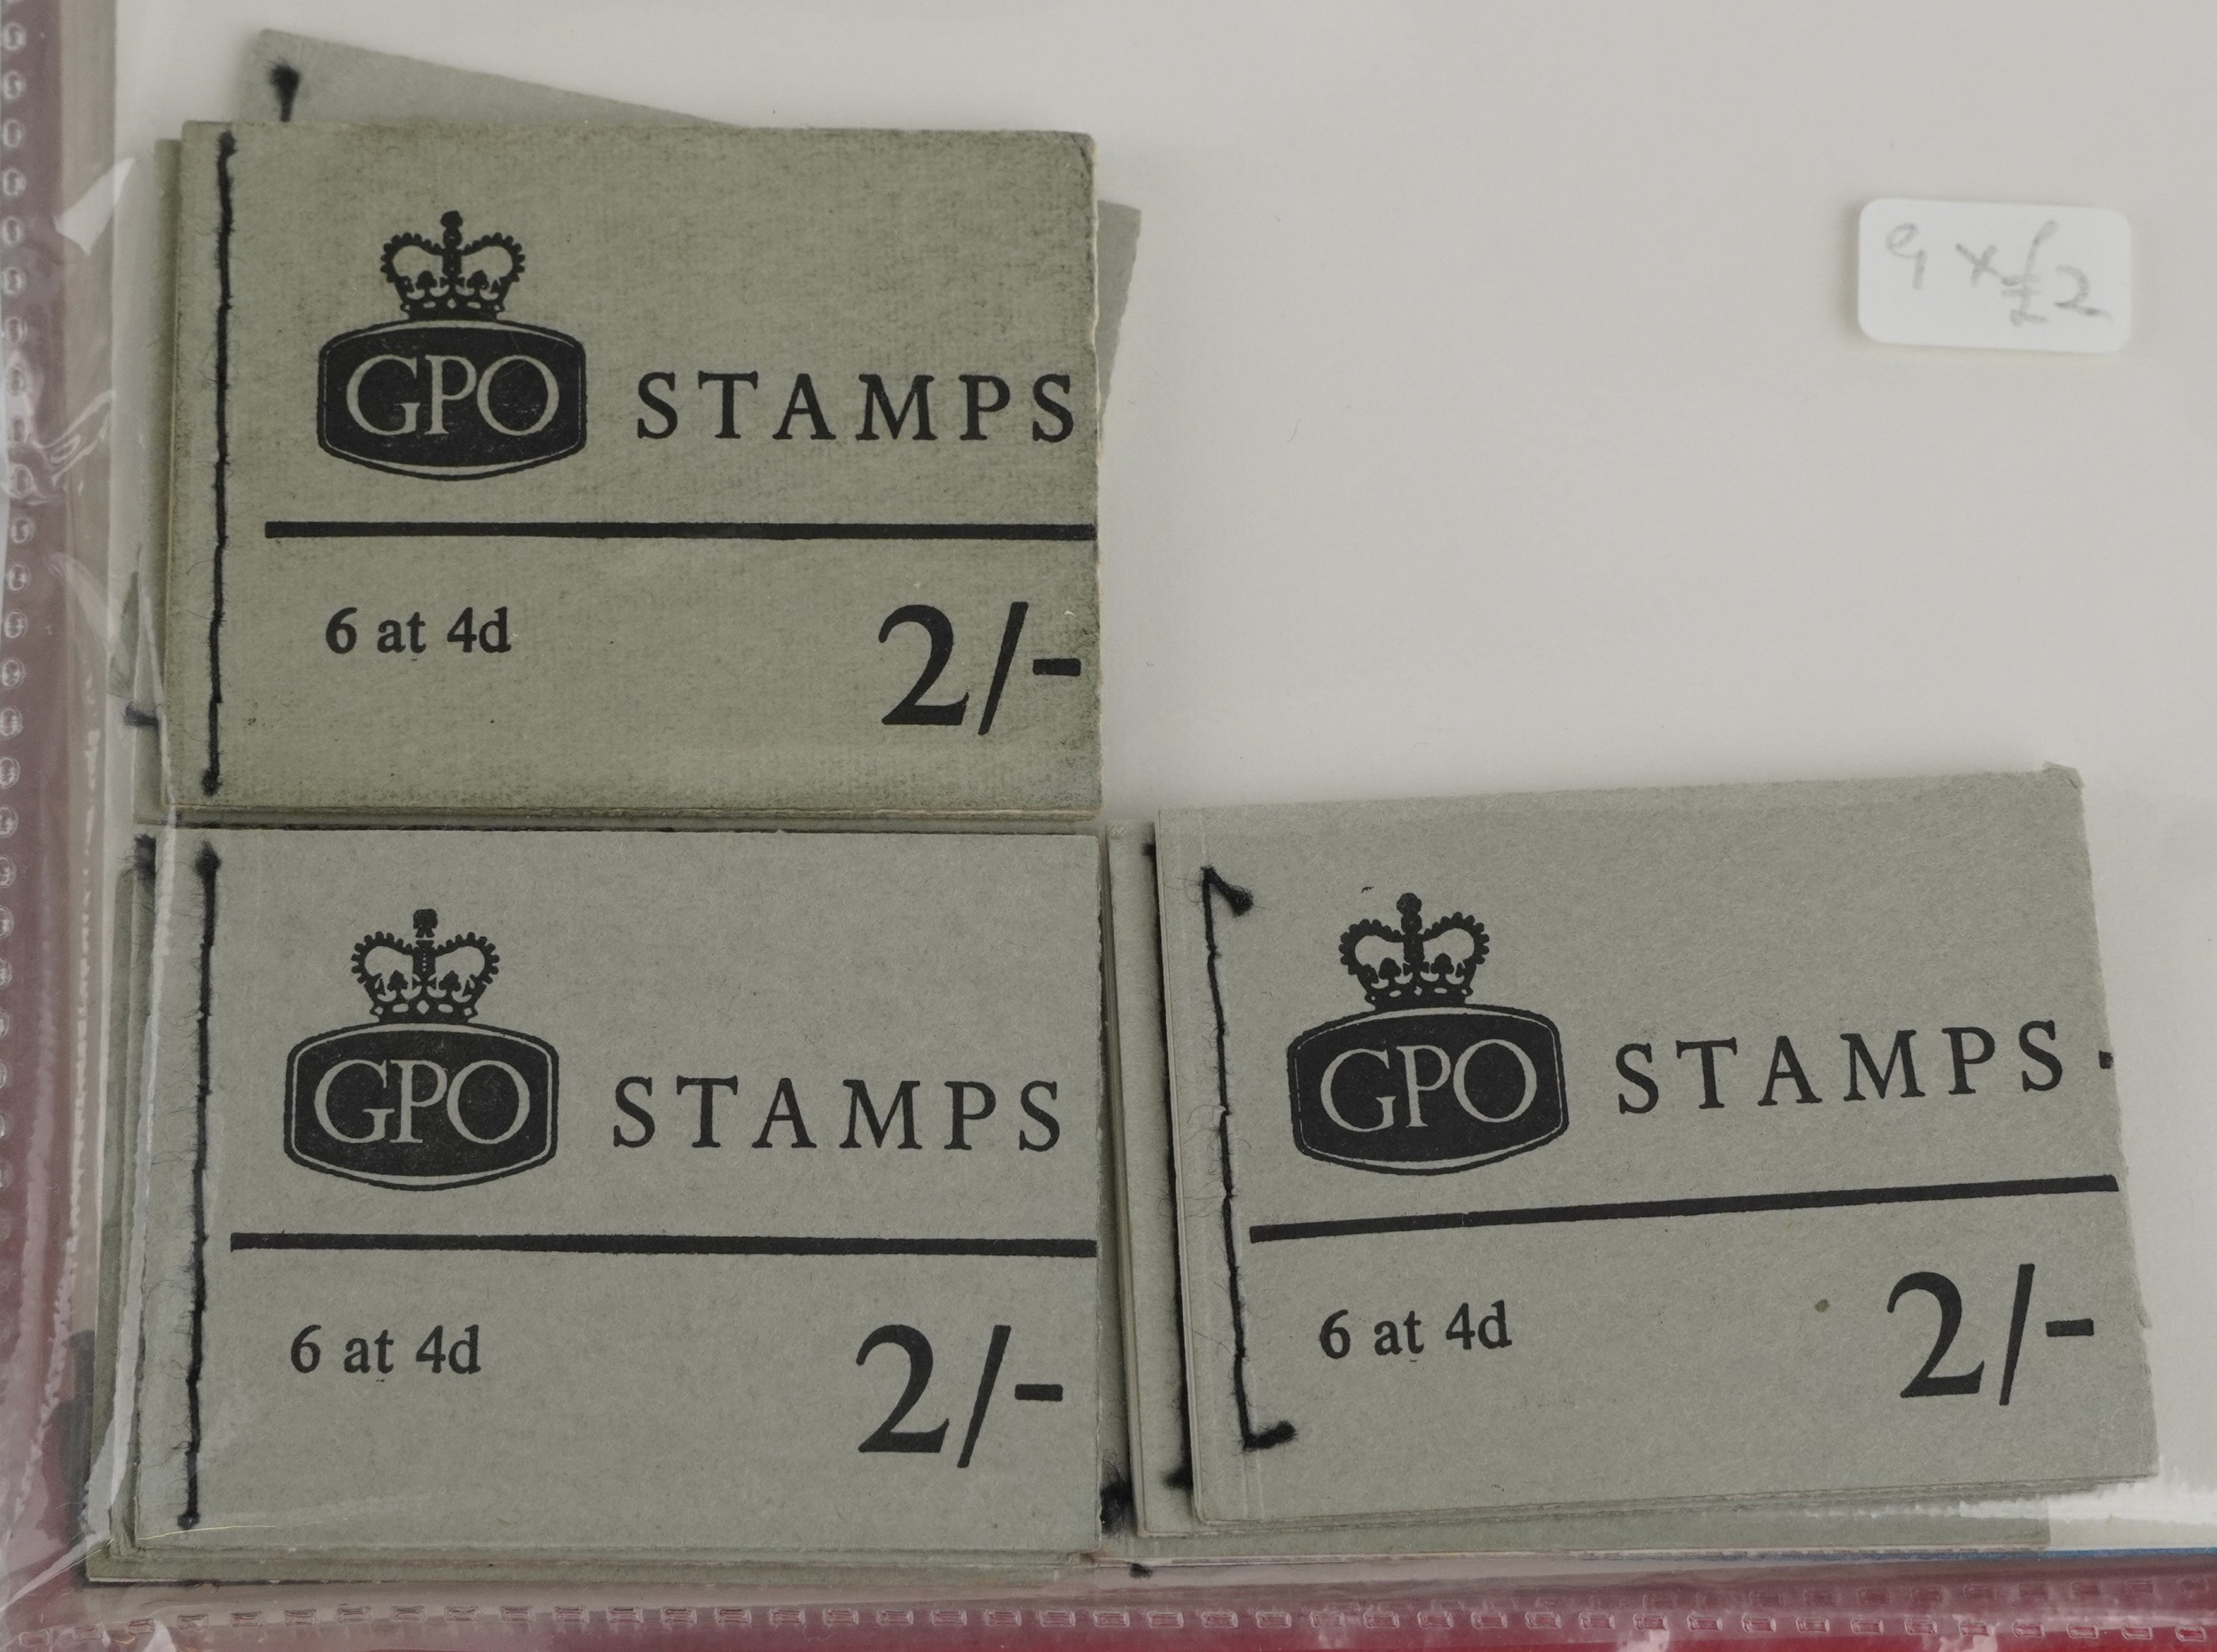 GPO STAMPS
6 at 4d 2/-
9 x £2
GPO STAMPS
6 at 4d 2/-
GPO STAMPS
6 at 4d 2/-